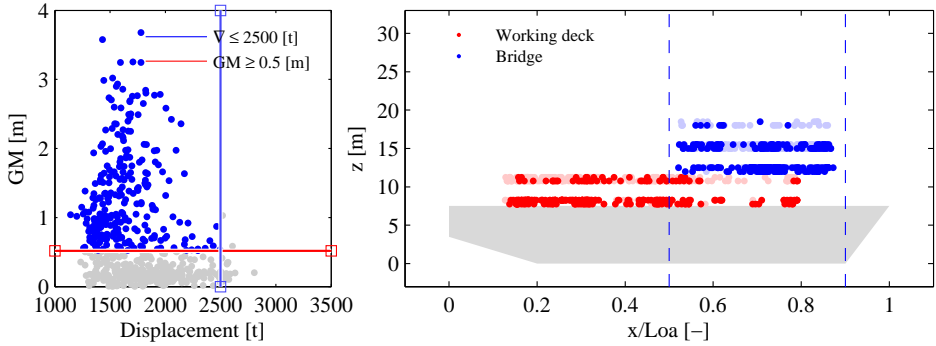 4
3
2
1
0
GM [m]
∇ ≤ 2500 [t]
GM ≥ 0.5 [m]
1000 1500 2000 2500 3000 3500
Displacement [t]
30
25
20
15
10
5
0
z [m]
Working deck
Bridge
0 0.2 0.4 0.6 0.8 1
x/Loa [−]